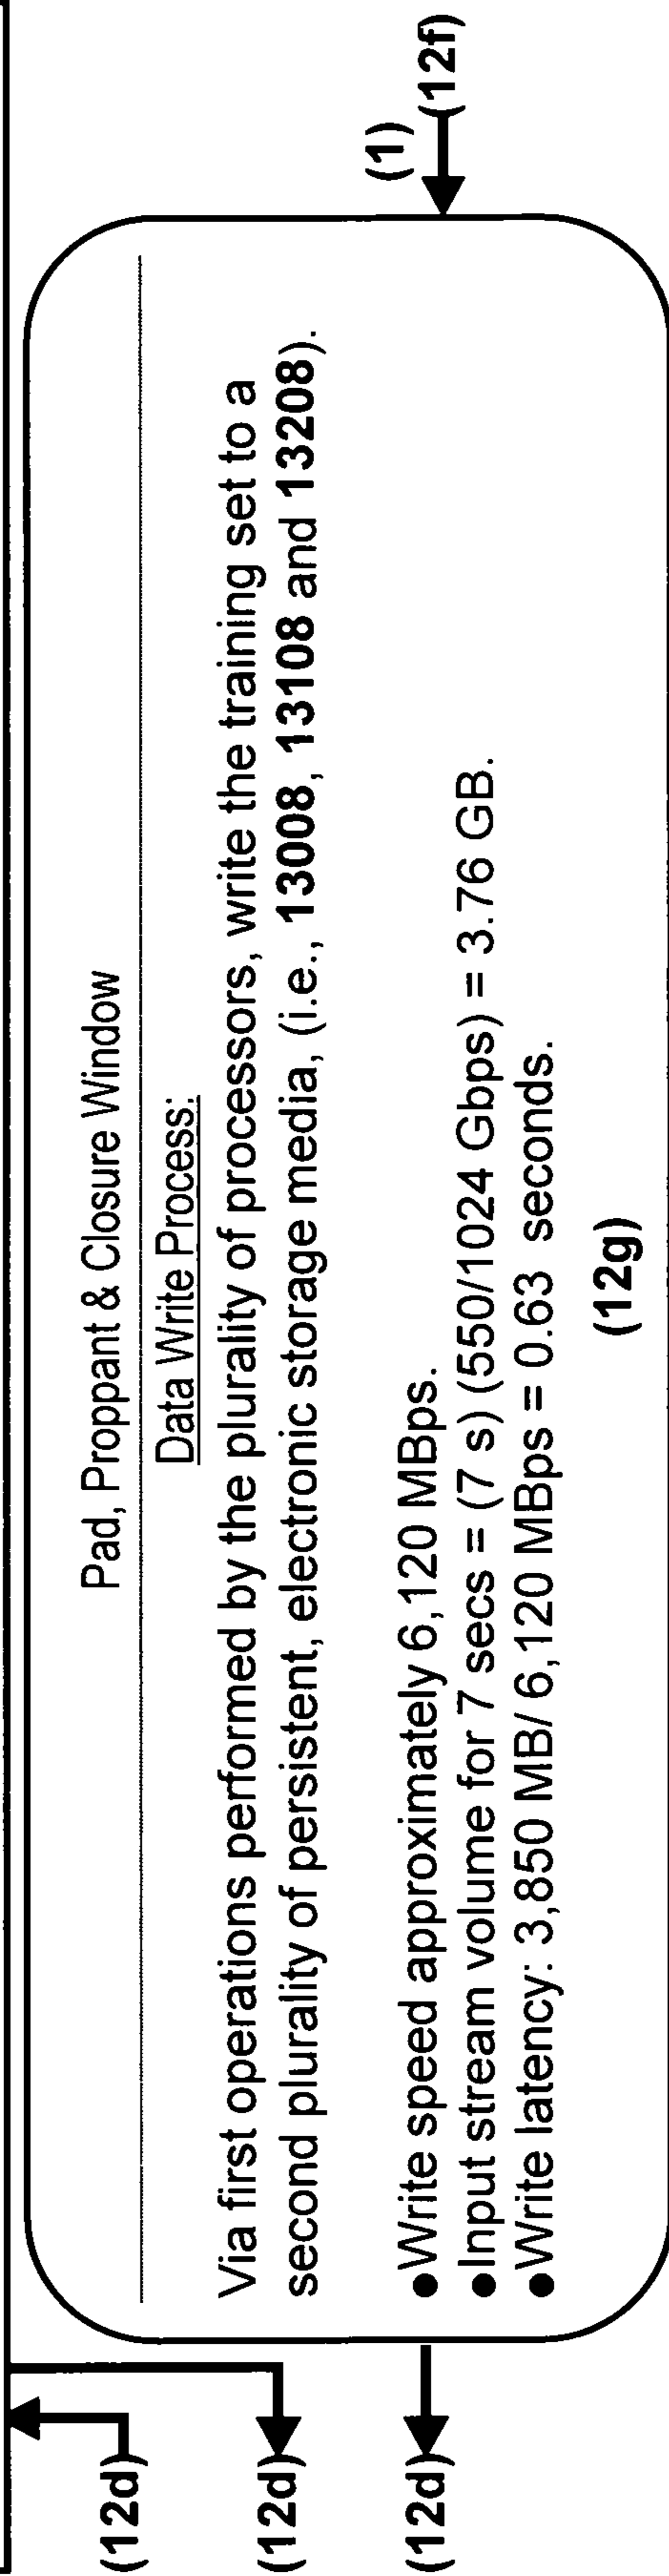 Pad, Proppant & Closure Window
Data Write Process:
Via first operations performed by the plurality of processors, write the training set to a
second plurality of persistent, electronic storage media, (i.e., 13008, 13108 and 13208).
●Write speed approximately 6,120 MBps.
●Input stream volume for 7 secs = (7 s) (550/1024 Gbps) = 3.76 GB.
●Write latency: 3,850 MB/ 6,120 MBps = 0.63 seconds.
(12g)
(12d)
(12d)
(12d)
(1)
(12f)